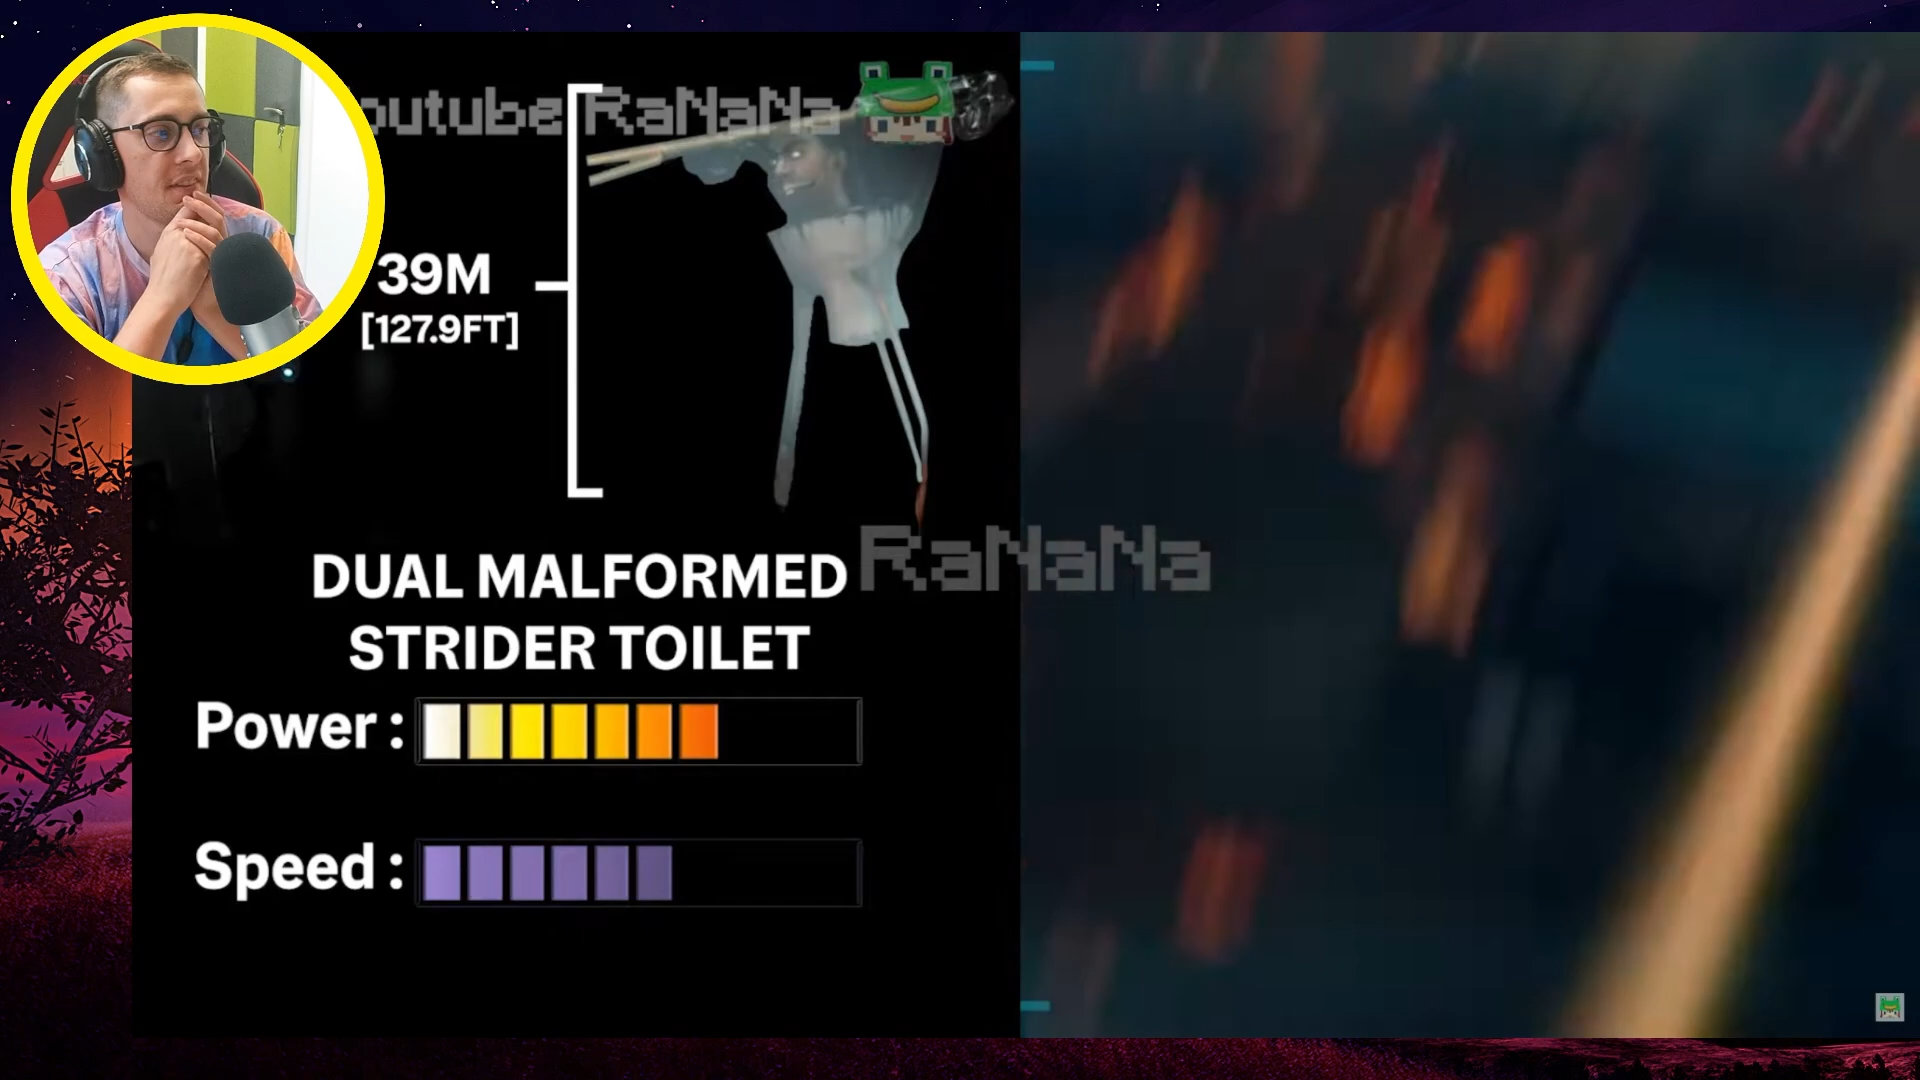 outube RaNaNa
39M
[127.9FT]
RaNaNa
DUAL MALFORMED
STRIDER TOILET
Power :
Speed :